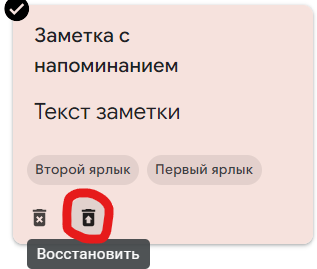 Заметка с
напоминанием
Текст заметки
Второй ярлык Первый ярлык
Восстановить